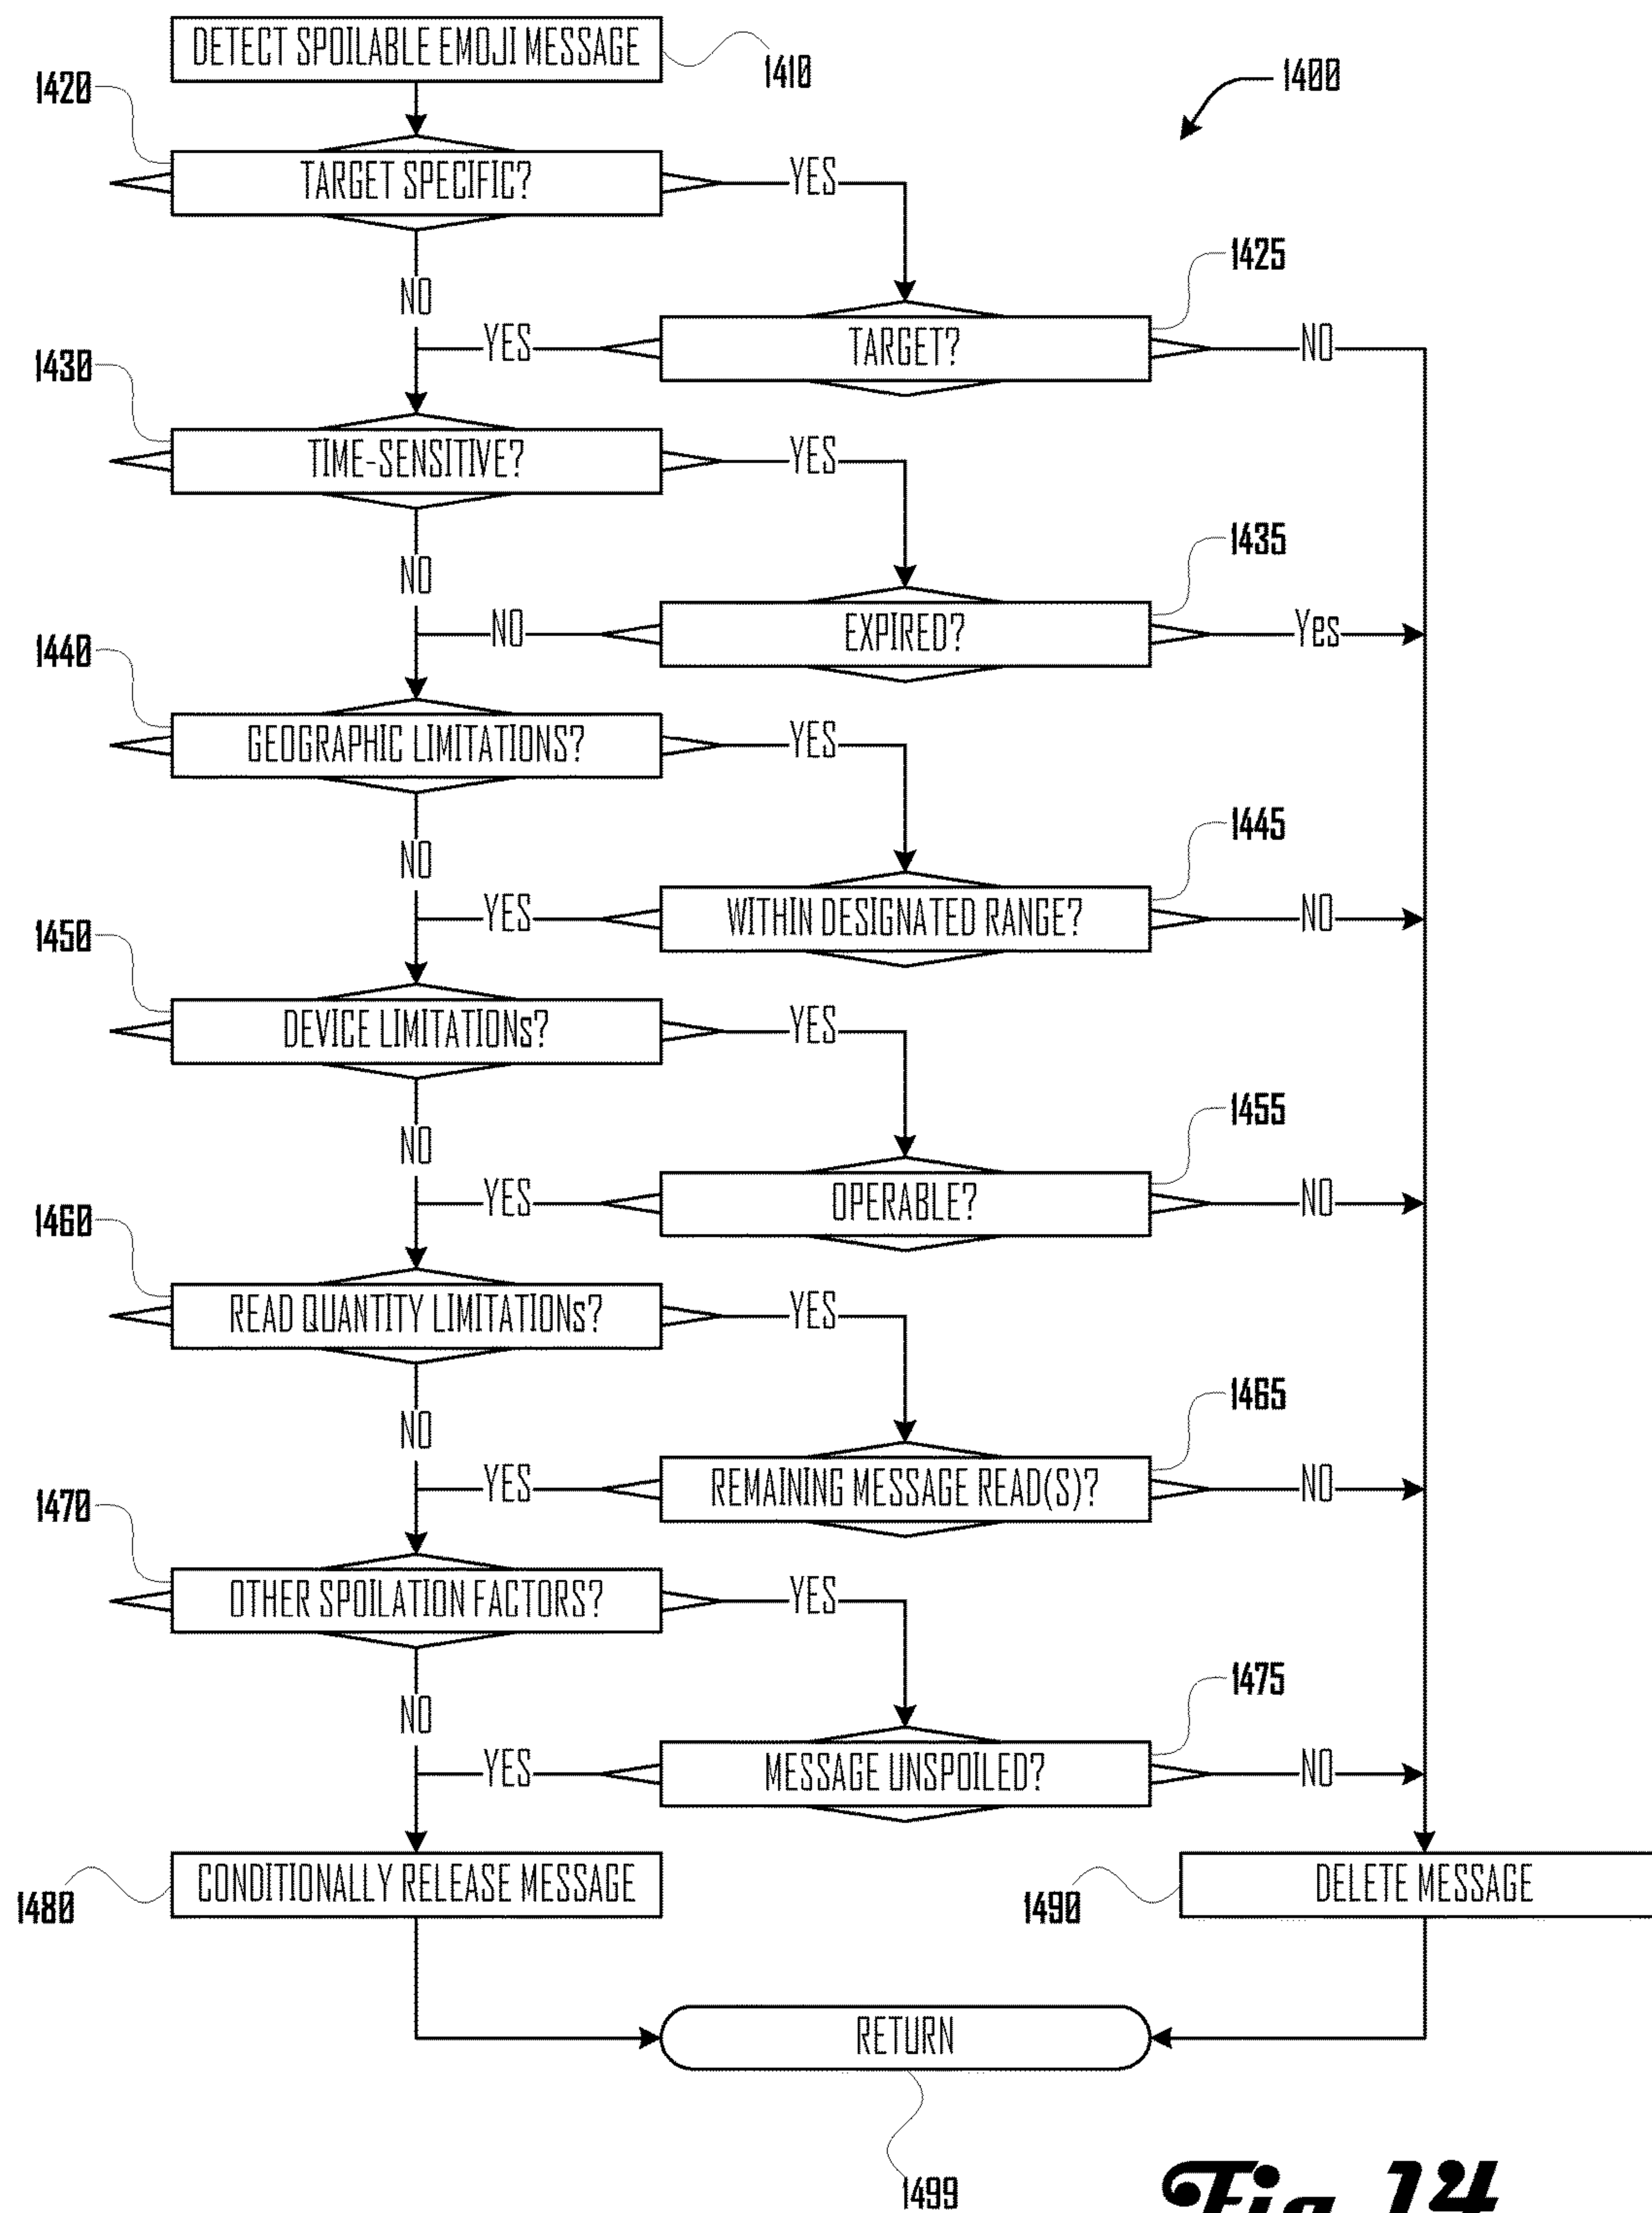 DETECT SPOILABLE EMOJI MESSAGE
1410
1400
1420
TARGET SPECIFIC?
YES
1425
NO
YES
TARGET?
NO
1430
TIME-SENSITIVE?
YES
1435
NO
NO
EXPIRED?
Yes
1440
GEOGRAPHIC LIMITATIONS?
YES
1445
NO
YES
WITHIN DESIGNATED RANGE?
NO
1450
DEVICE LIMITATIONs?
YES
1455
NO
YES
OPERABLE?
NO
1460
READ QUANTITY LIMITATIONs?
YES
1465
NO
YES
REMAINING MESSAGE READ(S)?
NO
1470
OTHER SPOILATION FACTORS?
YES
1475
NO
YES
MESSAGE UNSPOILED?
NO
CONDITIONALLY RELEASE MESSAGE
1480
DELETE MESSAGE
1490
RETURN
1499
Fig.14